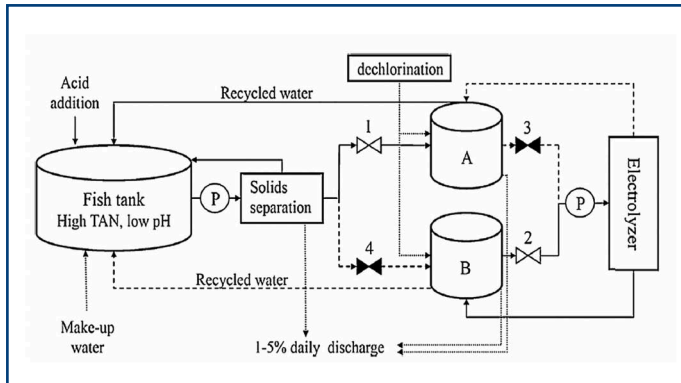 dechlorination
Acid
addition
Recycled water
1
3
A
Fish tank
High TAN, low pH
P
Solids
separation
P
Electrolyzer
4
2
B
Recycled water
Make-up
water
1-5% daily discharge